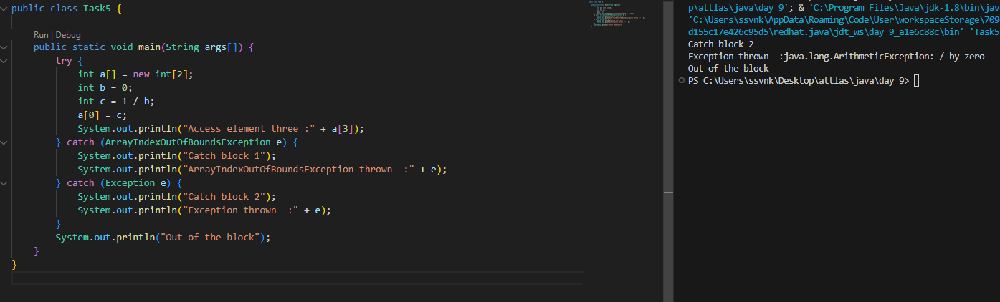 public class Task5 {
Run | Debug
public static void main(String args[]) {
try {
int a[] = new int[2];
int b = 0;
int c = 1 / b;
a[0] = c;
System.out.println("Access element three :" + a[3]);
} catch (ArrayIndexOutOfBoundsException e) {
System.out.println("Catch block 1");
System.out.println("ArrayIndexOutOfBoundsException thrown  :" + e);
} catch (Exception e) {
System.out.println("Catch block 2");
System.out.println("Exception thrown  :" + e);
}
System.out.println("Out of the block");
}
}
p\attlas\java\day 9'; & 'C:\Program Files\Java\jdk-1.8\bin\jav
'C:\Users\ssvnk\AppData\Roaming\Code\User\workspaceStorage\709
d155c17e426c95d5\redhat.java\jdt_ws\day 9_a1e6c88c\bin' 'Task5
Catch block 2
Exception thrown  :java.lang.ArithmeticException: / by zero
Out of the block
PS C:\Users\ssvnk\Desktop\attlas\java\day 9>